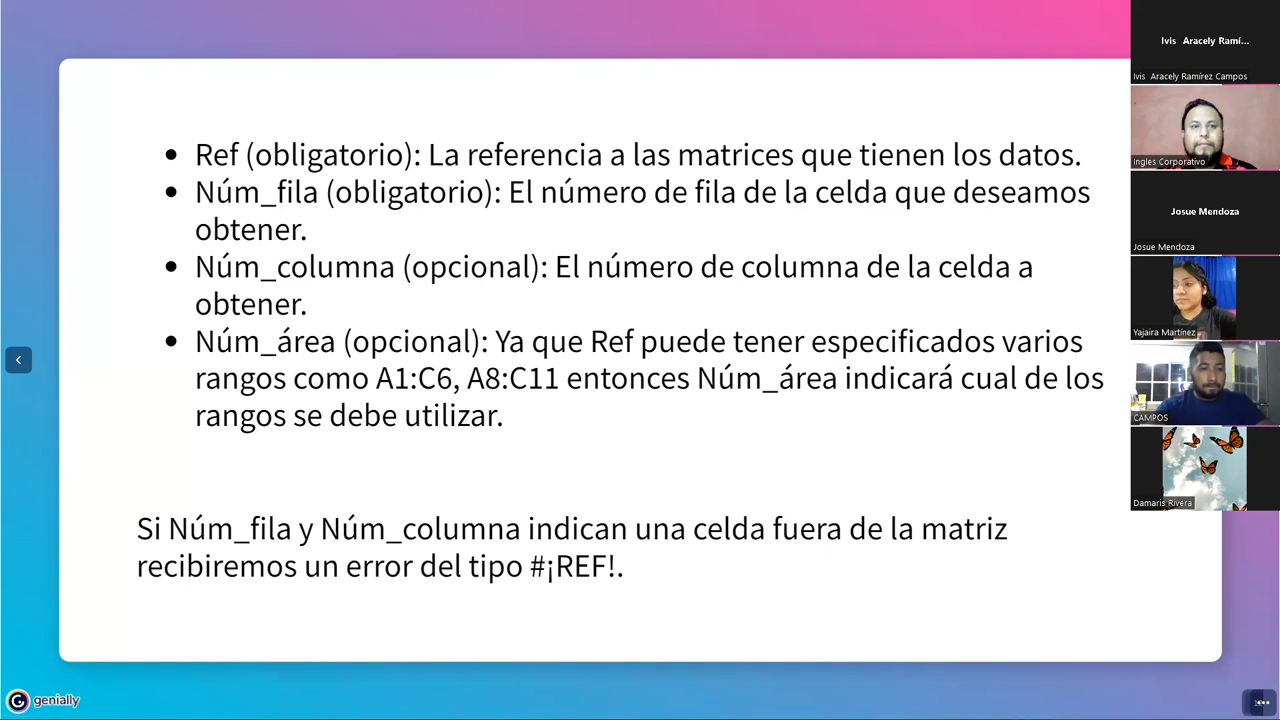 Ref (obligatorio): La referencia a las matrices que tienen los datos.
Núm_fila (obligatorio): El número de fila de la celda que deseamos
obtener.
Núm_columna (opcional): El número de columna de la celda a
obtener.
Núm_área (opcional): Ya que Ref puede tener especificados varios
rangos como A1:C6, A8:C11 entonces Núm_área indicará cual de los
rangos se debe utilizar.
Si Núm_fila y Núm_columna indican una celda fuera de la matriz
recibiremos un error del tipo #¡REF!.
Ivis Aracely Ramí...
Ivis Aracely Ramírez Campos
Ingles Corporativo
Josue Mendoza
Josue Mendoza
Yajaira Martínez
CAMPOS
Damaris Rivera
genially